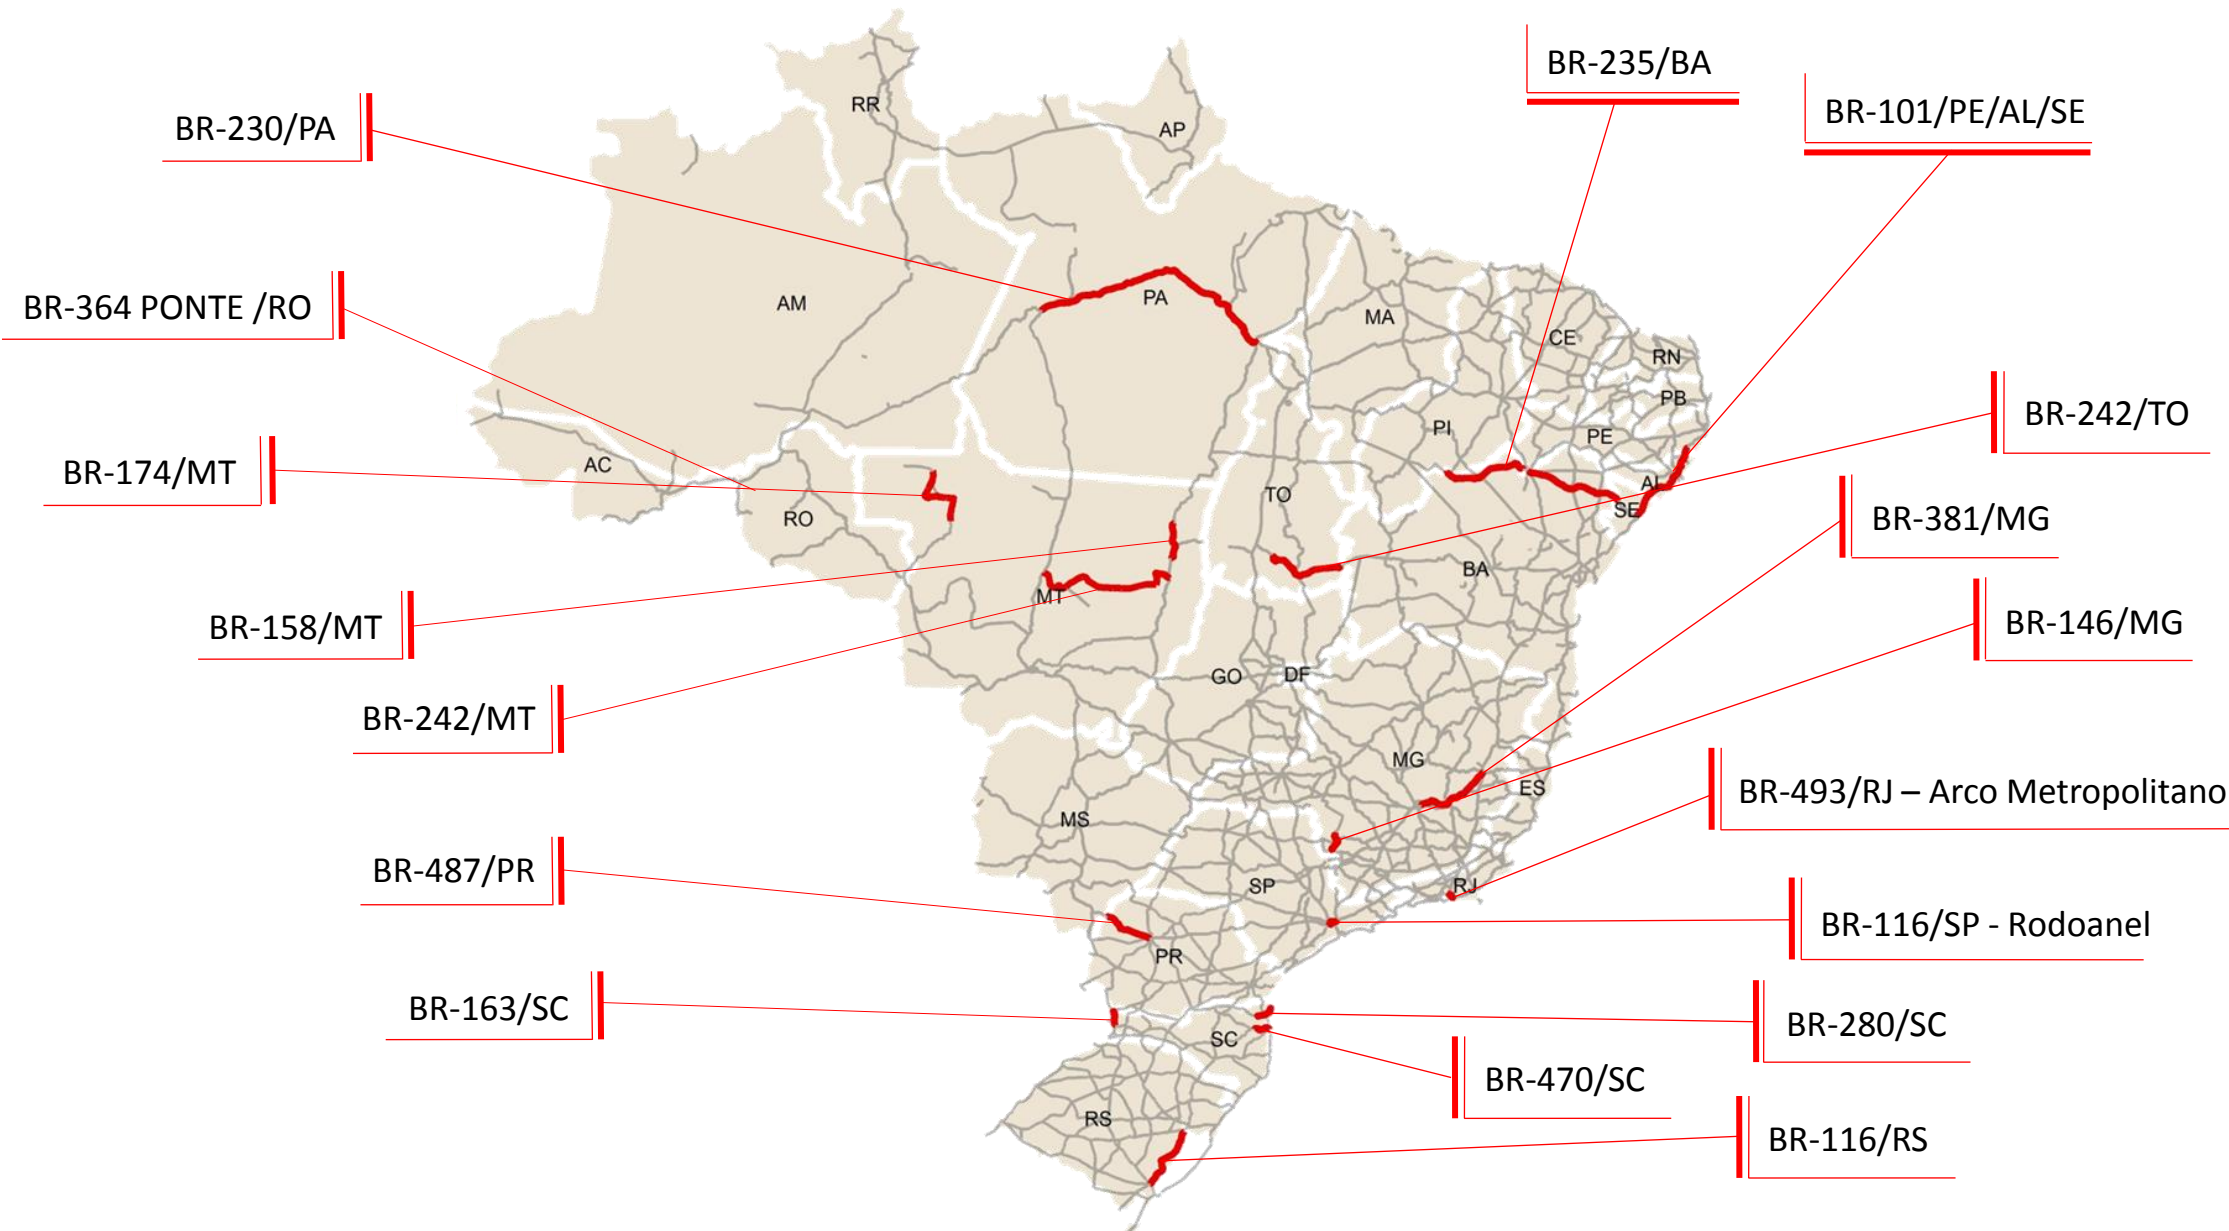 BR-235/BA
BR-101/PE/AL/SE
BR-230/PA
RR
AP
BR-364 PONTE /RO
AM
PA
MA
CE
RN
PB
BR-242/TO
PI
PE
BR-174/MT
AC
TO
AL
SE
RO
BR-381/MG
BA
MT
BR-158/MT
BR-146/MG
GO
DF
BR-242/MT
MG
ES
BR-493/RJ – Arco Metropolitano
MS
BR-487/PR
SP
RJ
BR-116/SP - Rodoanel
PR
BR-163/SC
BR-280/SC
SC
BR-470/SC
RS
BR-116/RS